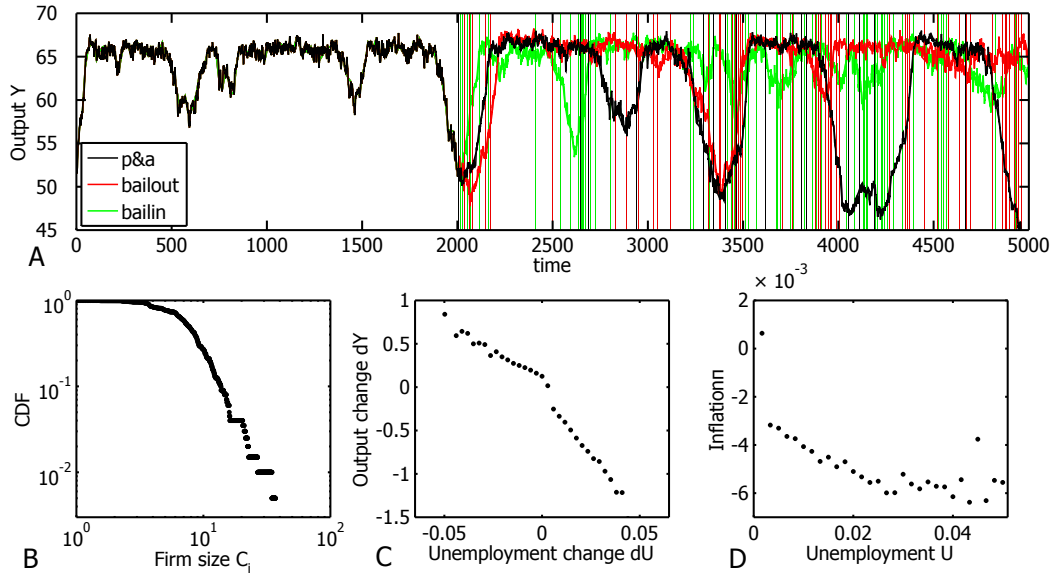 70
65
60
55
50
45
Output Y
p&a
bailout
bailin
0
500
1000
1500
2000
2500
3000
3500
4000
4500
5000
time
A
10^0
10^-1
10^-2
CDF
10^0
10^1
10^2
Firm size C_i
B
1
0.5
0
-0.5
-1
-1.5
Output change dY
-0.05
0
0.05
Unemployment change dU
C
× 10^-3
2
0
-2
-4
-6
Inflationπ
0
0.02
0.04
Unemployment U
D